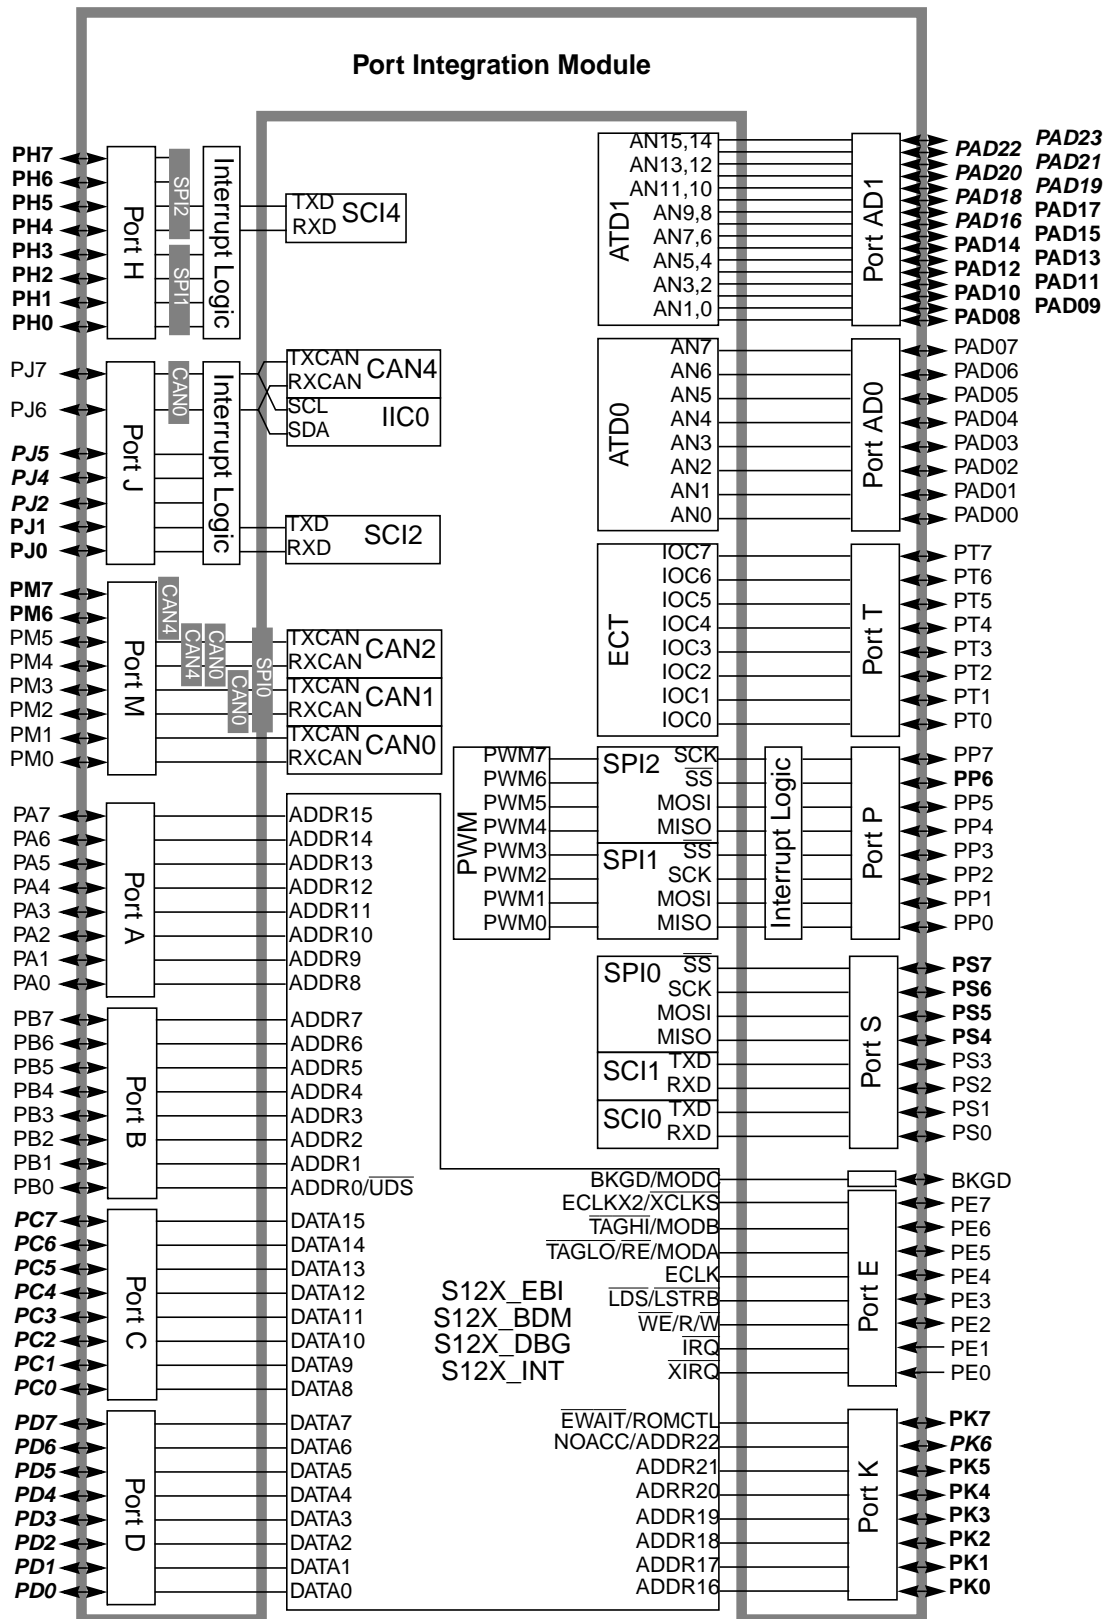 Port Integration Module
PH7
PH6
PH5
PH4
PH3
PH2
PH1
PH0
Port H
SPI2
SPI1
Interrupt Logic
TXD
RXD
SCI4
PJ7
PJ6
PJ5
PJ4
PJ2
PJ1
PJ0
Port J
CAN0
Interrupt Logic
TXCAN
RXCAN
CAN4
SCL
SDA
IIC0
TXD
RXD
SCI2
PM7
PM6
PM5
PM4
PM3
PM2
PM1
PM0
Port M
CAN4
CAN4
CAN0
CAN0
SPI0
TXCAN
RXCAN
CAN2
TXCAN
RXCAN
CAN1
TXCAN
RXCAN
CAN0
PA7
PA6
PA5
PA4
PA3
PA2
PA1
PA0
Port A
ADDR15
ADDR14
ADDR13
ADDR12
ADDR11
ADDR10
ADDR9
ADDR8
PB7
PB6
PB5
PB4
PB3
PB2
PB1
PB0
Port B
ADDR7
ADDR6
ADDR5
ADDR4
ADDR3
ADDR2
ADDR1
ADDR0/UDS
PC7
PC6
PC5
PC4
PC3
PC2
PC1
PC0
Port C
DATA15
DATA14
DATA13
DATA12
DATA11
DATA10
DATA9
DATA8
PD7
PD6
PD5
PD4
PD3
PD2
PD1
PD0
Port D
DATA7
DATA6
DATA5
DATA4
DATA3
DATA2
DATA1
DATA0
S12X_EBI
S12X_BDM
S12X_DBG
S12X_INT
ATD1
AN15,14
AN13,12
AN11,10
AN9,8
AN7,6
AN5,4
AN3,2
AN1,0
Port AD1
PAD23
PAD22
PAD21
PAD20
PAD19
PAD18
PAD17
PAD16
PAD15
PAD14
PAD13
PAD12
PAD11
PAD10
PAD09
PAD08
ATD0
AN7
AN6
AN5
AN4
AN3
AN2
AN1
AN0
Port AD0
PAD07
PAD06
PAD05
PAD04
PAD03
PAD02
PAD01
PAD00
ECT
IOC7
IOC6
IOC5
IOC4
IOC3
IOC2
IOC1
IOC0
Port T
PT7
PT6
PT5
PT4
PT3
PT2
PT1
PT0
PWM
PWM7
PWM6
PWM5
PWM4
PWM3
PWM2
PWM1
PWM0
SPI2
SCK
SS
MOSI
MISO
SPI1
SS
SCK
MOSI
MISO
Interrupt Logic
Port P
PP7
PP6
PP5
PP4
PP3
PP2
PP1
PP0
SPI0
SS
SCK
MOSI
MISO
SCI1
TXD
RXD
SCI0
TXD
RXD
Port S
PS7
PS6
PS5
PS4
PS3
PS2
PS1
PS0
BKGD/MODC
BKGD
ECLKX2/XCLKS
TAGHI/MODB
TAGLO/RE/MODA
ECLK
LDS/LSTRB
WE/R/W
IRQ
XIRQ
Port E
PE7
PE6
PE5
PE4
PE3
PE2
PE1
PE0
EWAIT/ROMCTL
NOACC/ADDR22
ADDR21
ADRR20
ADDR19
ADDR18
ADDR17
ADDR16
Port K
PK7
PK6
PK5
PK4
PK3
PK2
PK1
PK0